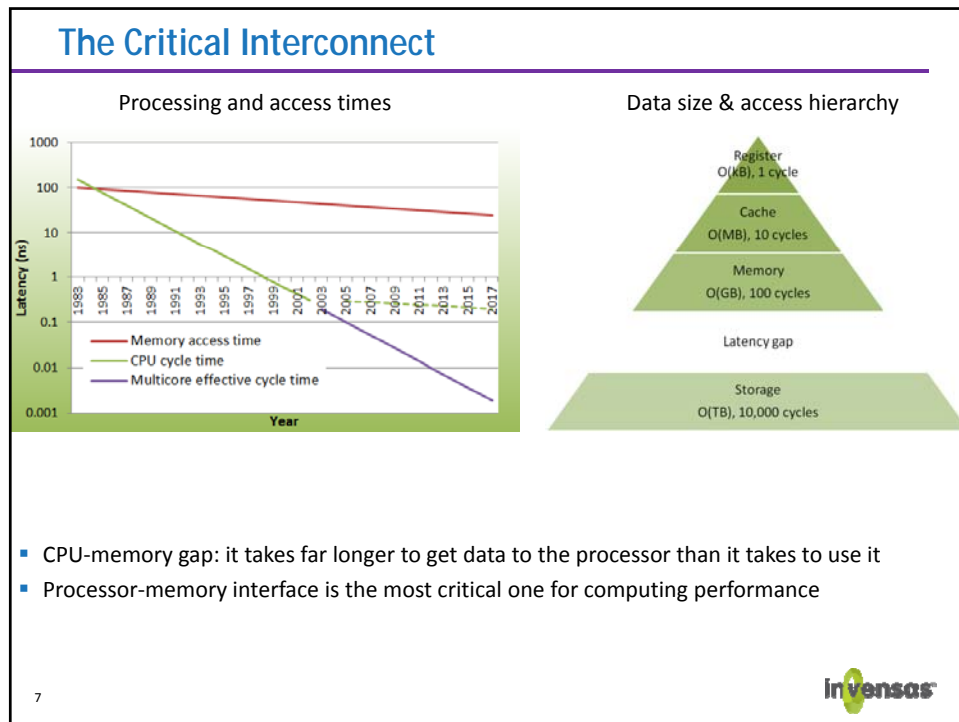 The Critical Interconnect
Processing and access times
1000
100
10
1
0.1
0.01
0.001
Latency (ns)
1983
1985
1987
1989
1991
1993
1995
1997
1999
2001
2003
2005
2007
2009
2011
2013
2015
2017
Memory access time
CPU cycle time
Multicore effective cycle time
Year
Data size & access hierarchy
Register
O(kB), 1 cycle
Cache
O(MB), 10 cycles
Memory
O(GB), 100 cycles
Latency gap
Storage
O(TB), 10,000 cycles
▪ CPU-memory gap: it takes far longer to get data to the processor than it takes to use it
▪ Processor-memory interface is the most critical one for computing performance
7
invensas™